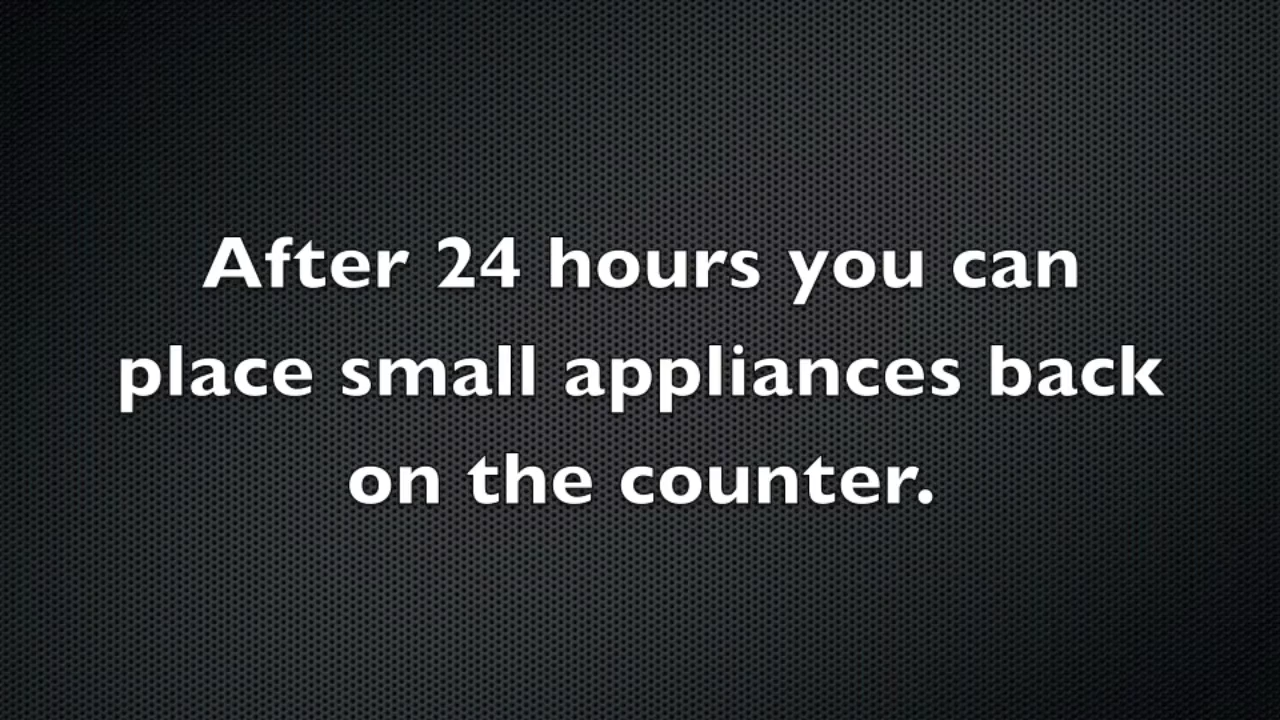 After 24 hours you can
place small appliances back
on the counter.